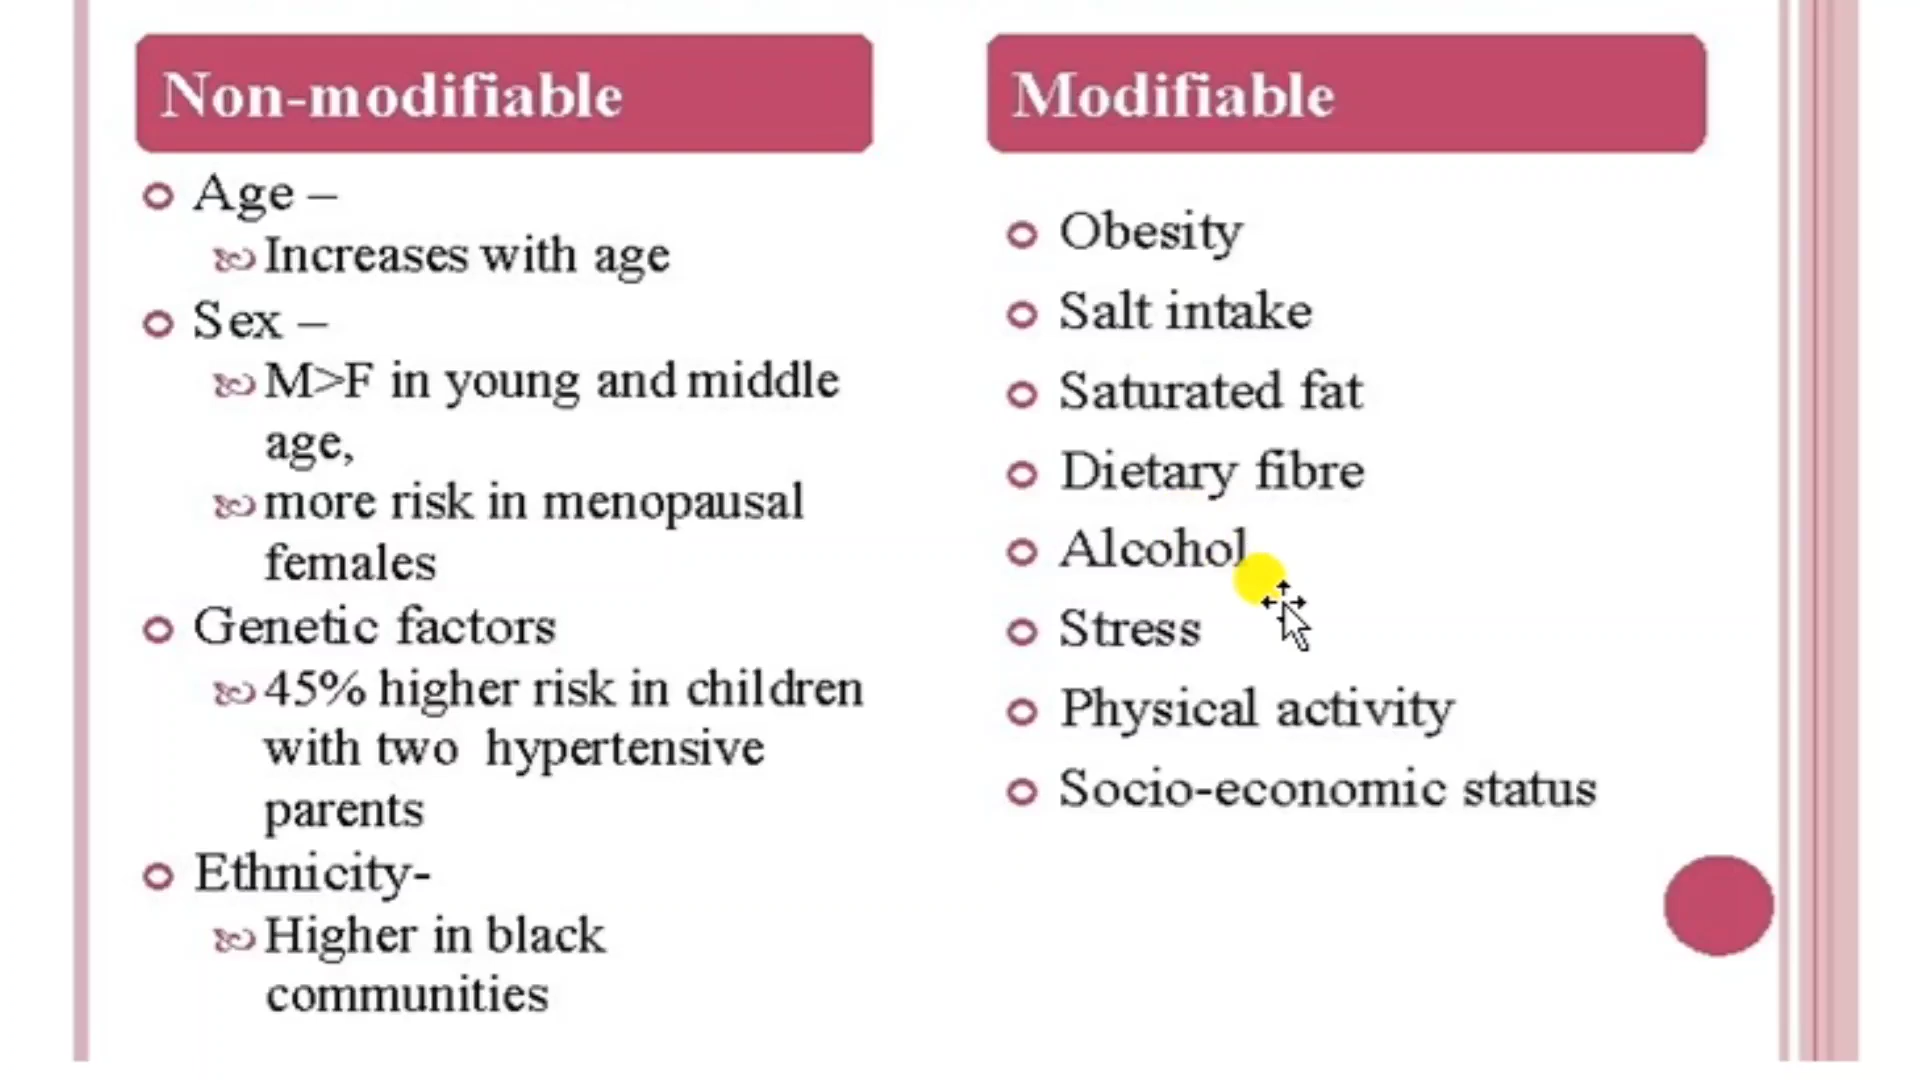 Non-modifiable
Age –
Increases with age
Sex –
M>F in young and middle
age,
more risk in menopausal
females
Genetic factors
45% higher risk in children
with two hypertensive
parents
Ethnicity-
Higher in black
communities
Modifiable
Obesity
Salt intake
Saturated fat
Dietary fibre
Alcohol
Stress
Physical activity
Socio-economic status